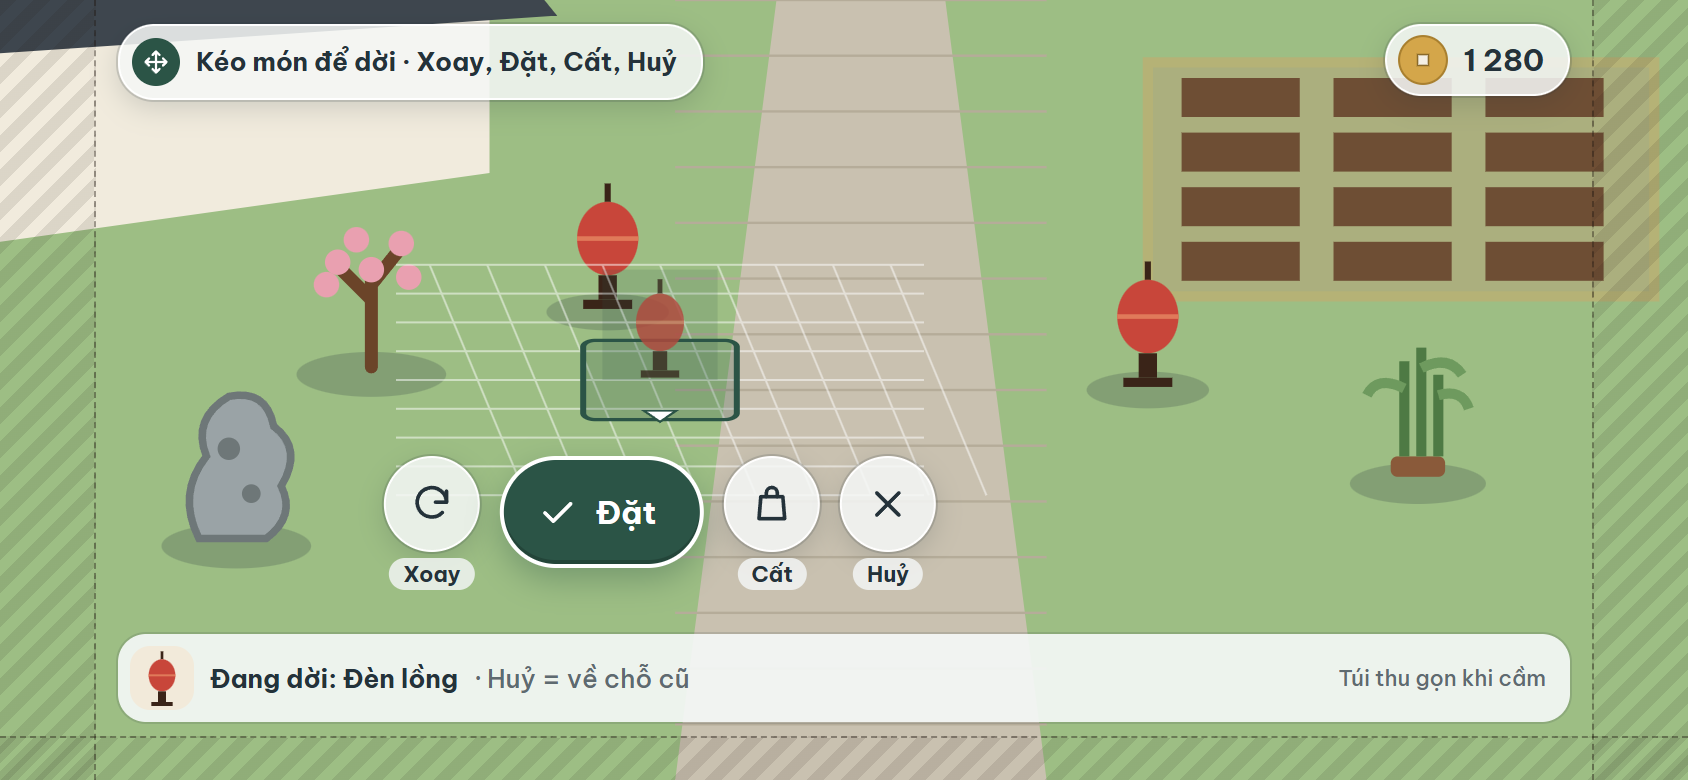 Kéo món để dời · Xoay, Đặt, Cất, Huỷ
1 280
Đặt
Xoay
Cất
Huỷ
Đang dời: Đèn lồng · Huỷ = về chỗ cũ
Túi thu gọn khi cầm